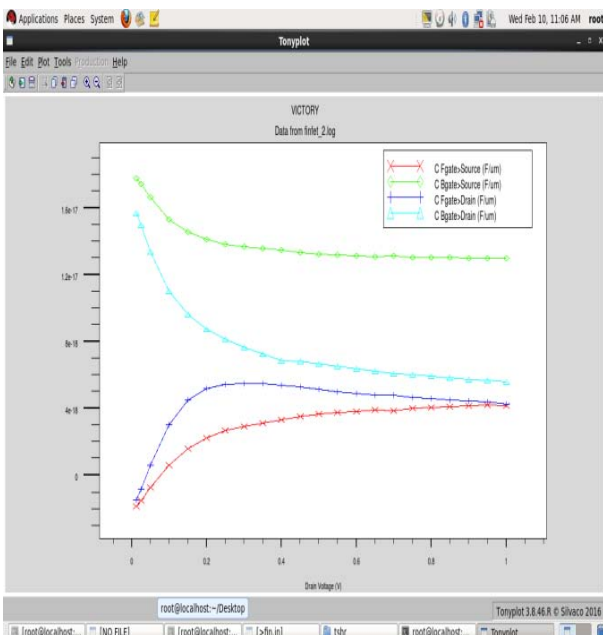 Applications Places System Wed Feb 10, 11:06 AM root
Tonyplot
File Edit Plot Tools Production Help
VICTORY
Data from finfet_2.log
C Fgate>Source (F/um)
C Bgate>Source (F/um)
C Fgate>Drain (F/um)
C Bgate>Drain (F/um)
1.6e-17
1.2e-17
8e-18
4e-18
0
0 0.2 0.4 0.6 0.8 1
Drain Voltage (V)
root@localhost:~/Desktop
Tonyplot 3.8.46.R © Silvaco 2016
[root@localhost:... [NO FILE] [root@localhost:... [>fin.in] root@localhost:... Tonyplot